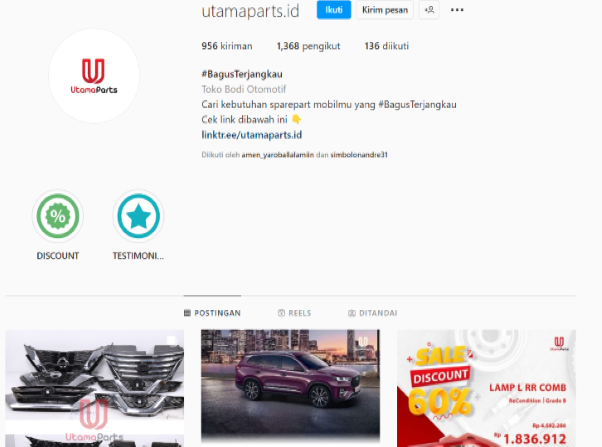 utamaparts.id
Ikuti
Kirim pesan
956 kiriman
1,368 pengikut
136 diikuti
#BagusTerjangkau
Toko Bodi Otomotif
Cari kebutuhan sparepart mobilmu yang #BagusTerjangkau
Cek link dibawah ini 👇
linktr.ee/utamaparts.id
Diikuti oleh amen_yaroballalamiin dan simbolonandre31
UtamaParts
%
DISCOUNT
TESTIMONI...
POSTINGAN
REELS
DITANDAI
UtamaParts
SALE
DISCOUNT
60%
UtamaParts
LAMP L RR COMB
ReCondition | Grade B
Rp 4.592.280
Rp 1.836.912